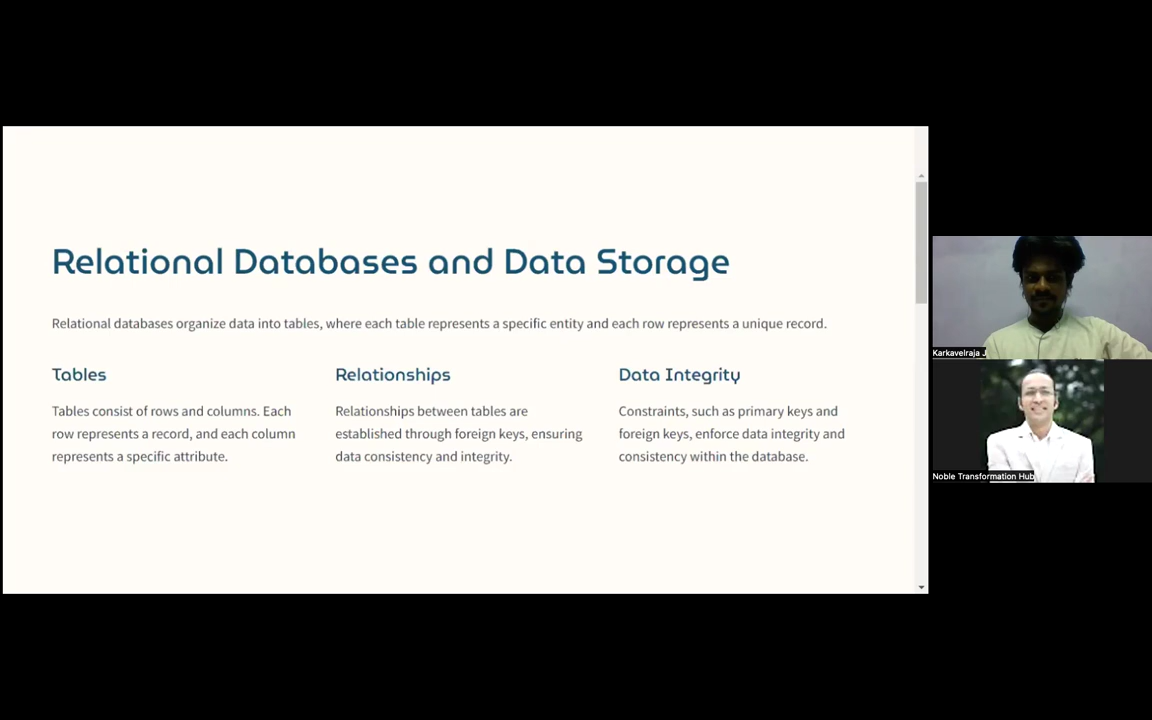 Relational Databases and Data Storage
Relational databases organize data into tables, where each table represents a specific entity and each row represents a unique record.
Tables
Tables consist of rows and columns. Each
row represents a record, and each column
represents a specific attribute.
Relationships
Relationships between tables are
established through foreign keys, ensuring
data consistency and integrity.
Data Integrity
Constraints, such as primary keys and
foreign keys, enforce data integrity and
consistency within the database.
Karkavelraja J
Noble Transformation Hub